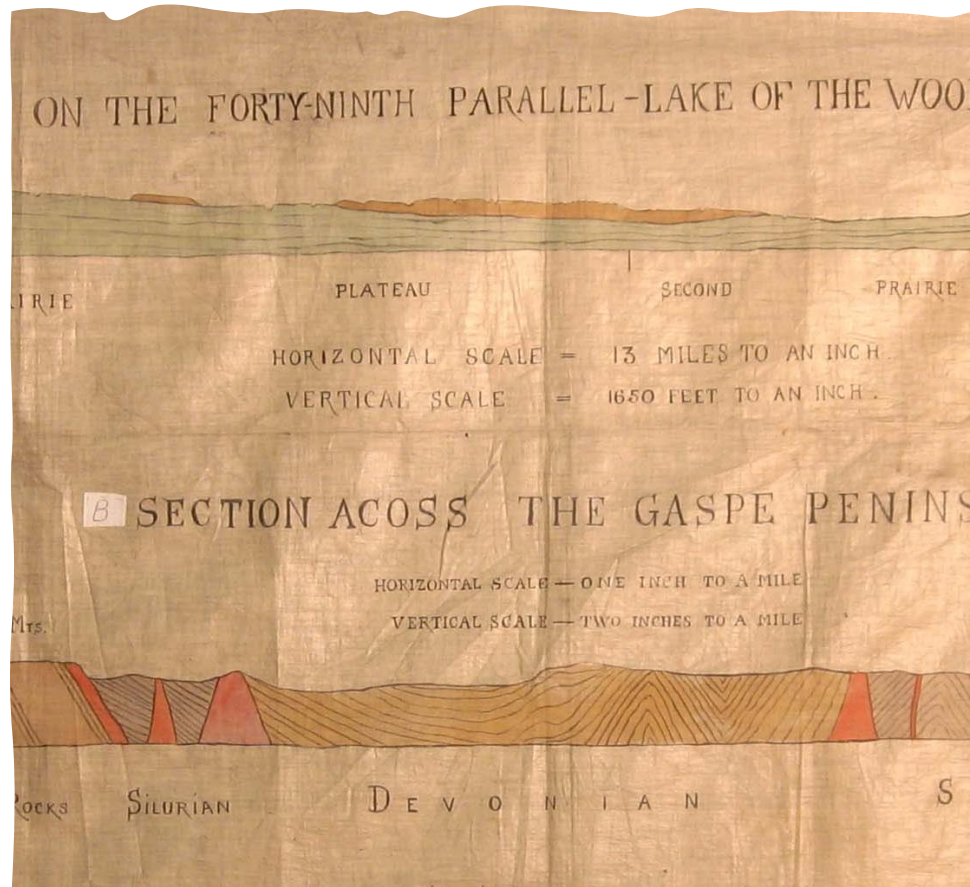 ON THE FORTY-NINTH PARALLEL-LAKE OF THE WOO
IRIE PLATEAU SECOND PRAIRIE
HORIZONTAL SCALE = 13 MILES TO AN INCH.
VERTICAL SCALE = 1650 FEET TO AN INCH.
B SECTION ACOSS THE GASPE PENINS
HORIZONTAL SCALE — ONE INCH TO A MILE
VERTICAL SCALE — TWO INCHES TO A MILE
MTS.
ROCKS SILURIAN DEVONIAN S